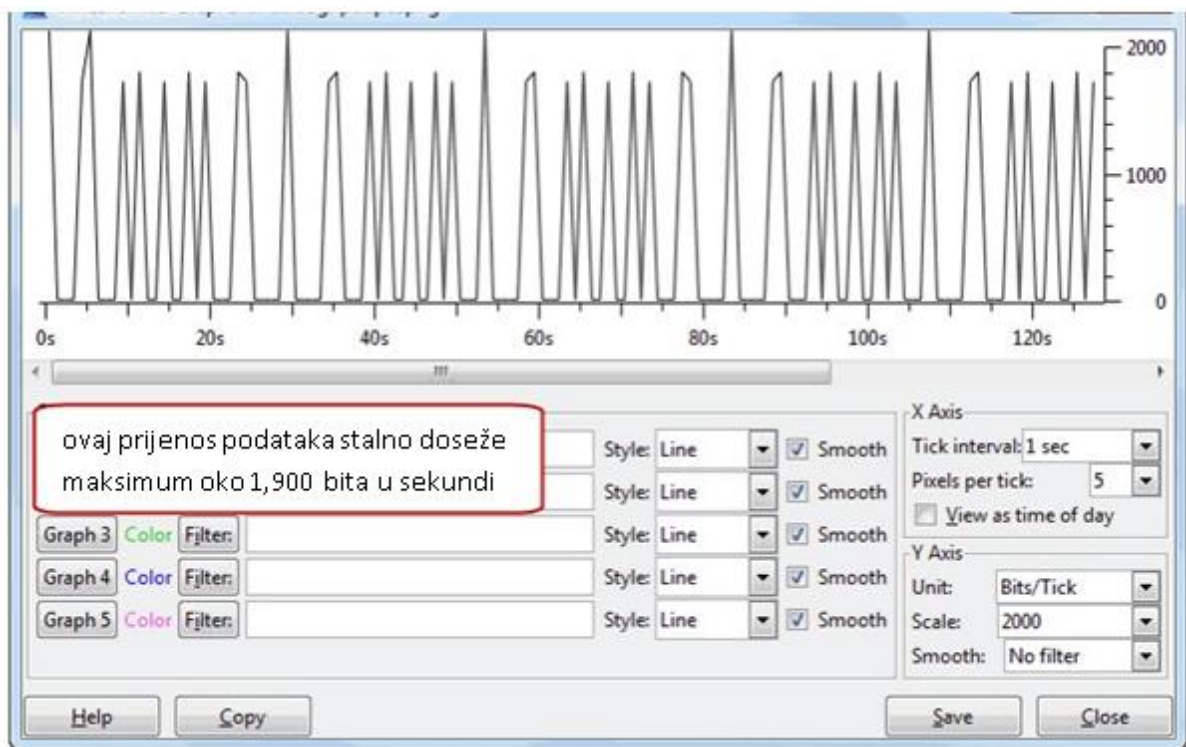 2000
1000
0
0s 20s 40s 60s 80s 100s 120s
ovaj prijenos podataka stalno doseže
maksimum oko 1,900 bita u sekundi
Style: Line Smooth
Style: Line Smooth
Graph 3 Color Filter: Style: Line Smooth
Graph 4 Color Filter: Style: Line Smooth
Graph 5 Color Filter: Style: Line Smooth
X Axis
Tick interval: 1 sec
Pixels per tick: 5
View as time of day
Y Axis
Unit: Bits/Tick
Scale: 2000
Smooth: No filter
Help Copy Save Close